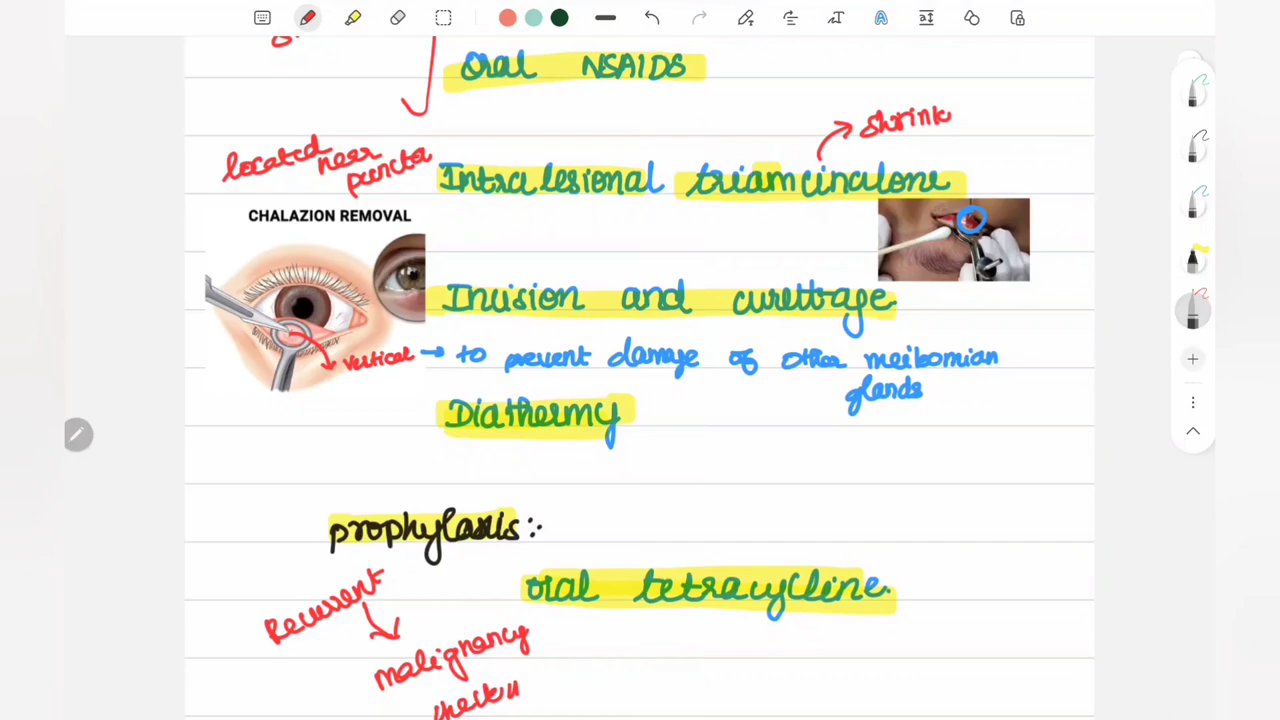 Oral NSAIDS
shrink
located near puncta
Intralesional triamcinalone
CHALAZION REMOVAL
Incision and curettage
vertical → to prevent damage of other meibomian
glands
Diathermy
prophylaxis:-
oral tetracycline.
Recurrent
malignancy